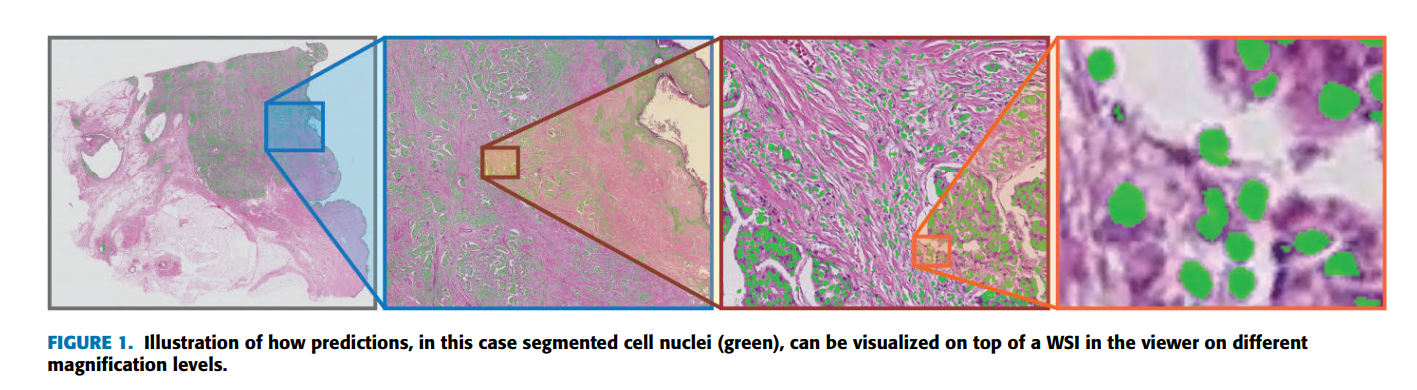 FIGURE 1. Illustration of how predictions, in this case segmented cell nuclei (green), can be visualized on top of a WSI in the viewer on different
magnification levels.